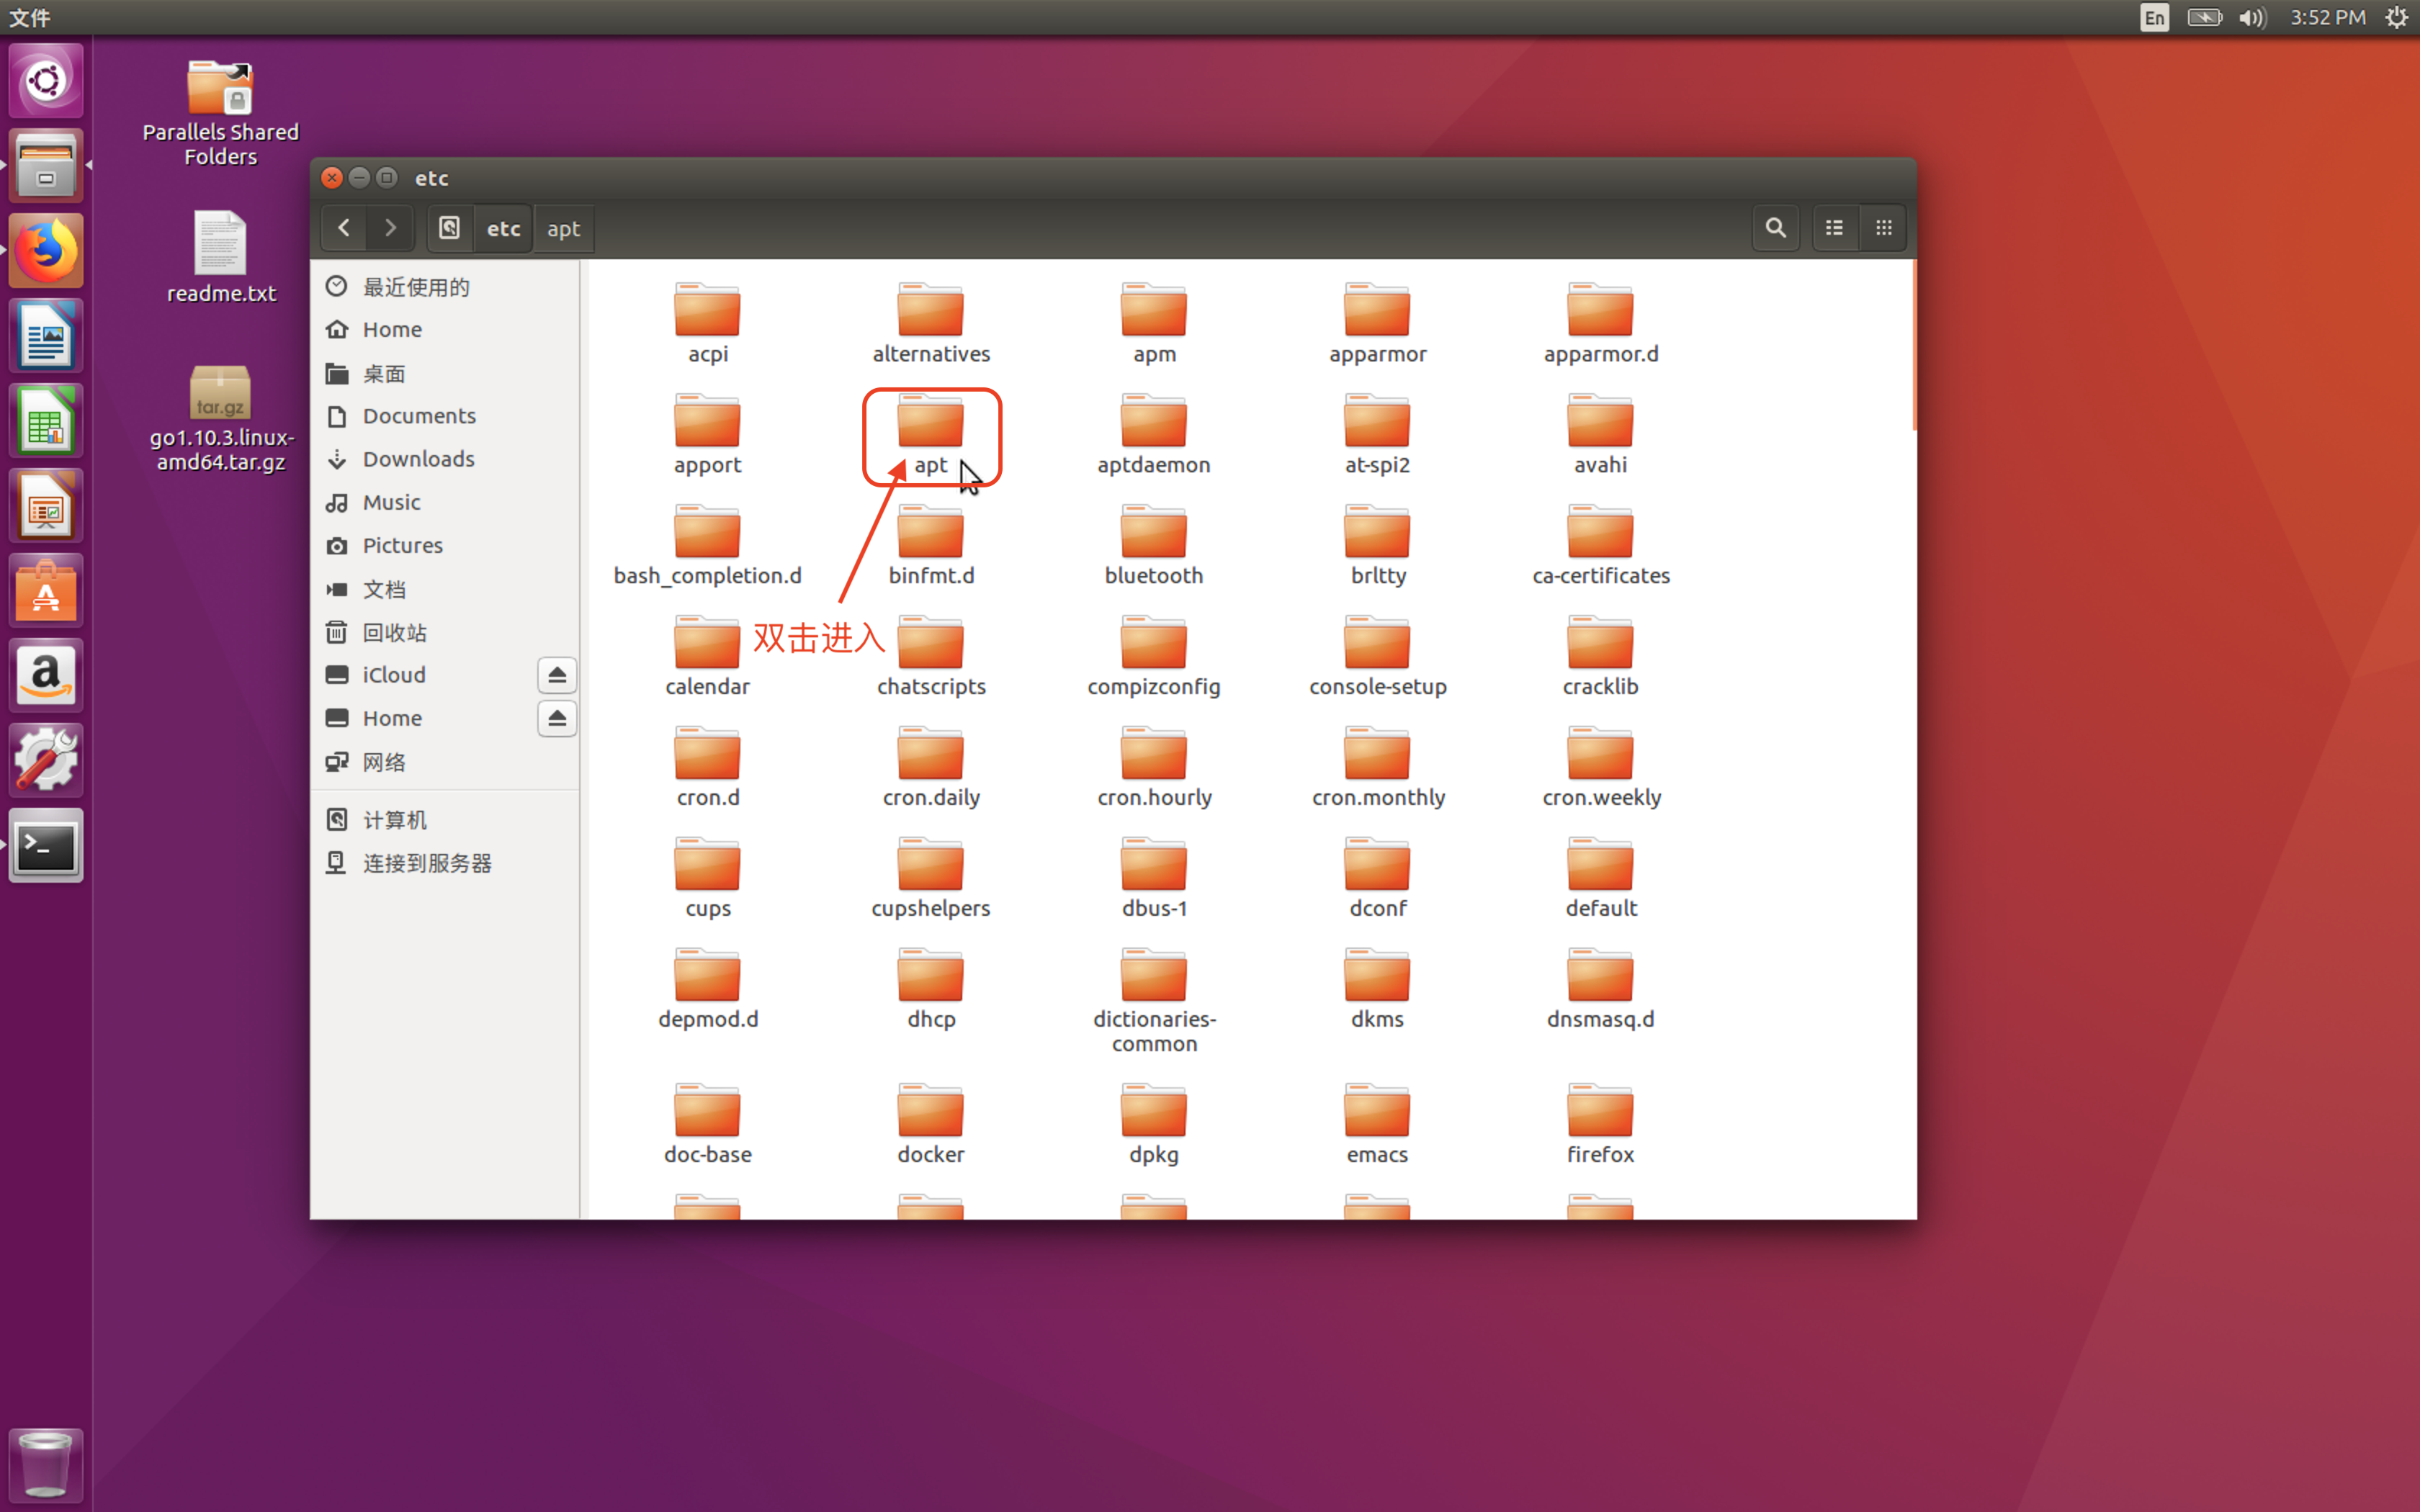 文件
En
3:52 PM
Parallels Shared
Folders
readme.txt
tar.gz
go1.10.3.linux-
amd64.tar.gz
etc
etc
apt
最近使用的
Home
桌面
Documents
Downloads
Music
Pictures
文档
回收站
iCloud
Home
网络
计算机
连接到服务器
acpi
alternatives
apm
apparmor
apparmor.d
apport
apt
aptdaemon
at-spi2
avahi
bash_completion.d
binfmt.d
bluetooth
brltty
ca-certificates
双击进入
calendar
chatscripts
compizconfig
console-setup
cracklib
cron.d
cron.daily
cron.hourly
cron.monthly
cron.weekly
cups
cupshelpers
dbus-1
dconf
default
depmod.d
dhcp
dictionaries-
common
dkms
dnsmasq.d
doc-base
docker
dpkg
emacs
firefox